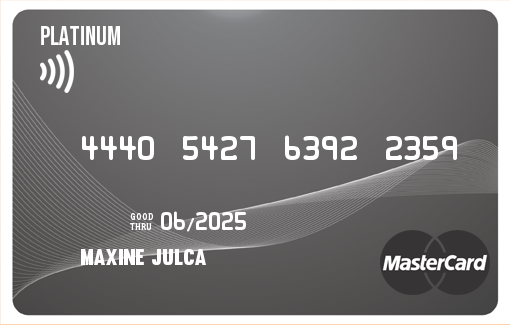 PLATINUM
4440 5427 6392 2359
GOOD THRU 06/2025
MAXINE JULCA
MasterCard